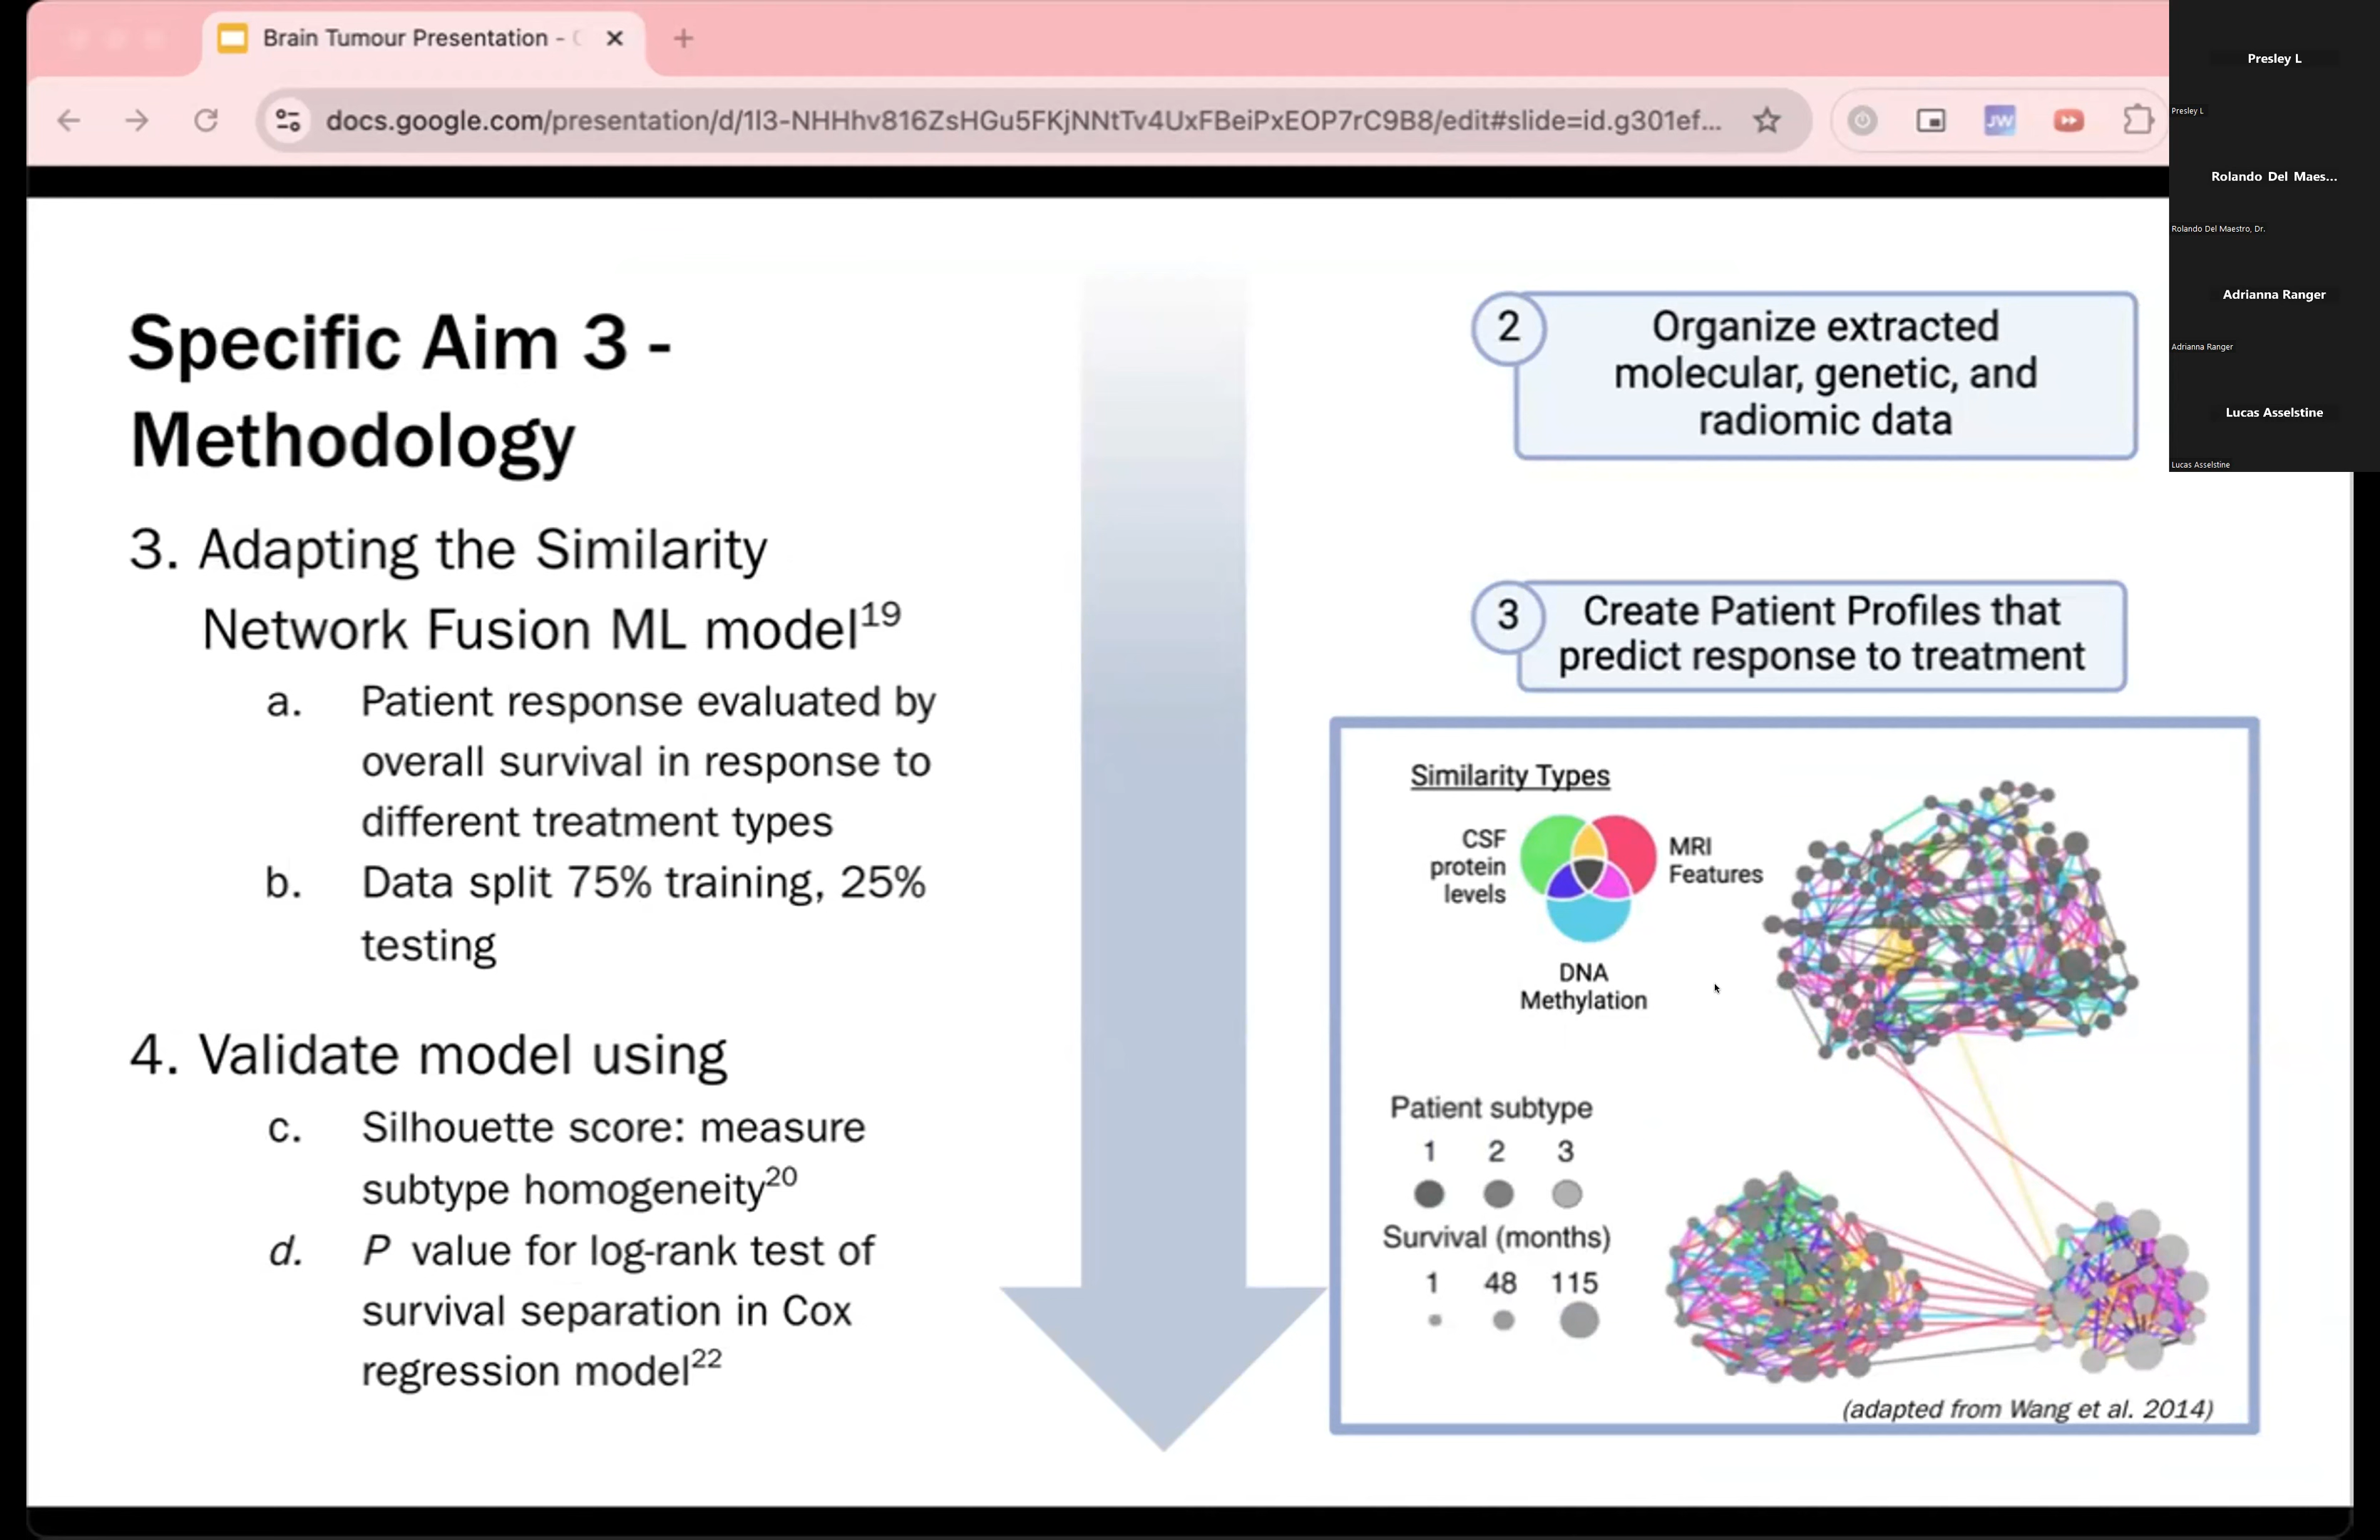 Brain Tumour Presentation -
docs.google.com/presentation/d/1I3-NHHhv816ZsHGu5FKjNNtTv4UxFBeiPxEOP7rC9B8/edit#slide=id.g301ef...
JW
Presley L
Presley L
Rolando Del Maes...
Rolando Del Maestro, Dr.
Adrianna Ranger
Adrianna Ranger
Lucas Asselstine
Lucas Asselstine
Specific Aim 3 -
Methodology
3. Adapting the Similarity
Network Fusion ML model19
a. Patient response evaluated by
overall survival in response to
different treatment types
b. Data split 75% training, 25%
testing
4. Validate model using
c. Silhouette score: measure
subtype homogeneity20
d. P value for log-rank test of
survival separation in Cox
regression model22
2
Organize extracted
molecular, genetic, and
radiomic data
3
Create Patient Profiles that
predict response to treatment
Similarity Types
CSF
protein
levels
MRI
Features
DNA
Methylation
Patient subtype
1 2 3
Survival (months)
1 48 115
(adapted from Wang et al. 2014)